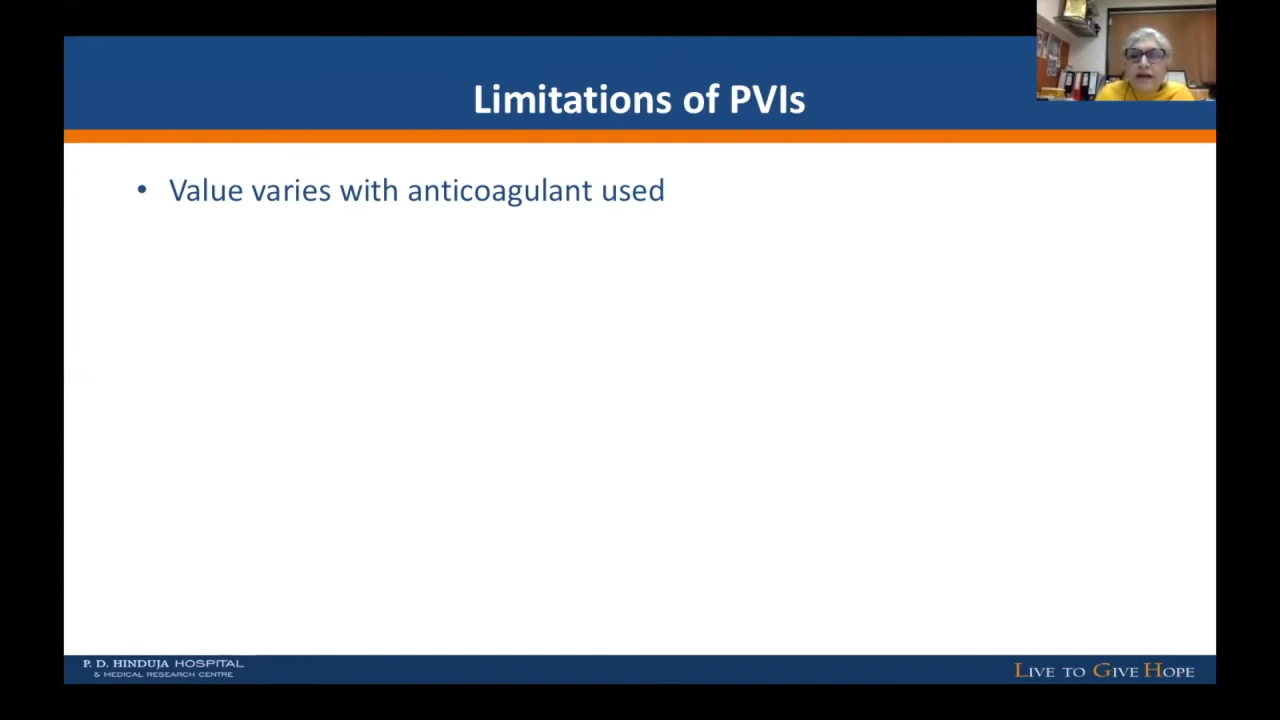 Limitations of PVIs
• Value varies with anticoagulant used
P. D. HINDUJA HOSPITAL
& MEDICAL RESEARCH CENTRE
LIVE TO GIVE HOPE